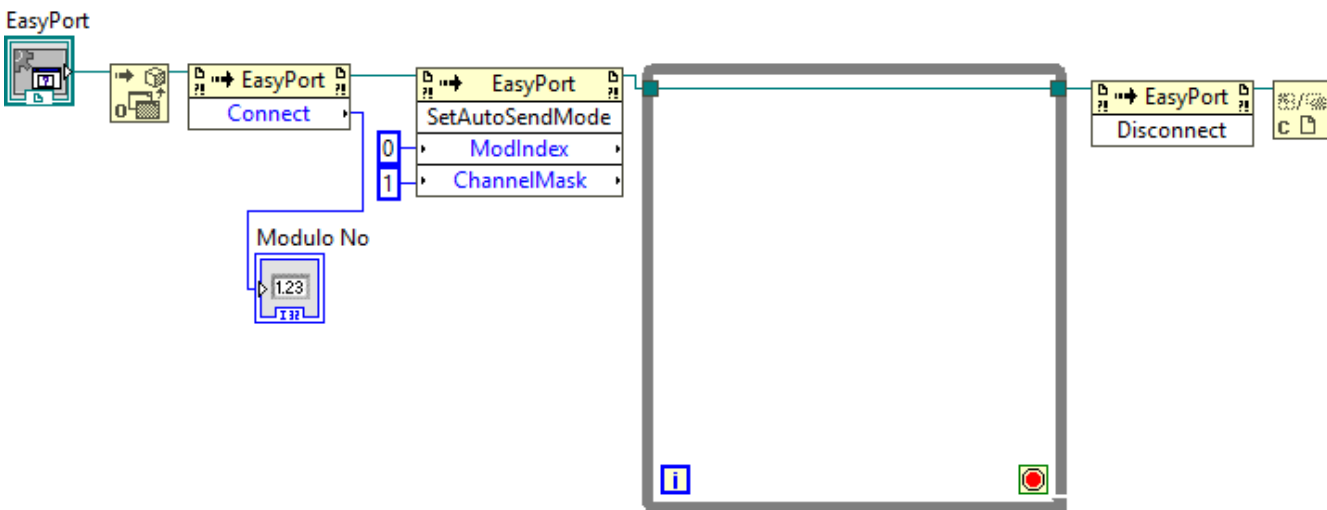 EasyPort
EasyPort
Connect
EasyPort
SetAutoSendMode
0
ModIndex
1
ChannelMask
Modulo No
1.23
I32
i
EasyPort
Disconnect
C